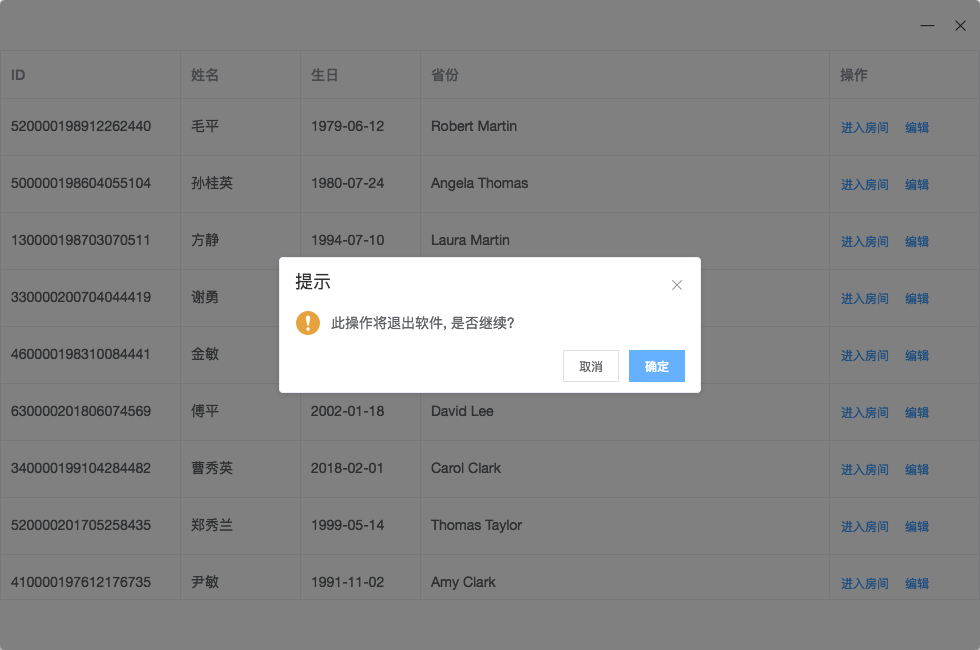 ID 姓名 生日 省份 操作
520000198912262440 毛平 1979-06-12 Robert Martin 进入房间 编辑
500000198604055104 孙桂英 1980-07-24 Angela Thomas 进入房间 编辑
130000198703070511 方静 1994-07-10 Laura Martin 进入房间 编辑
330000200704044419 谢勇 进入房间 编辑
460000198310084441 金敏 进入房间 编辑
630000201806074569 傅平 2002-01-18 David Lee 进入房间 编辑
340000199104284482 曹秀英 2018-02-01 Carol Clark 进入房间 编辑
520000201705258435 郑秀兰 1999-05-14 Thomas Taylor 进入房间 编辑
410000197612176735 尹敏 1991-11-02 Amy Clark 进入房间 编辑
提示
此操作将退出软件, 是否继续?
取消 确定